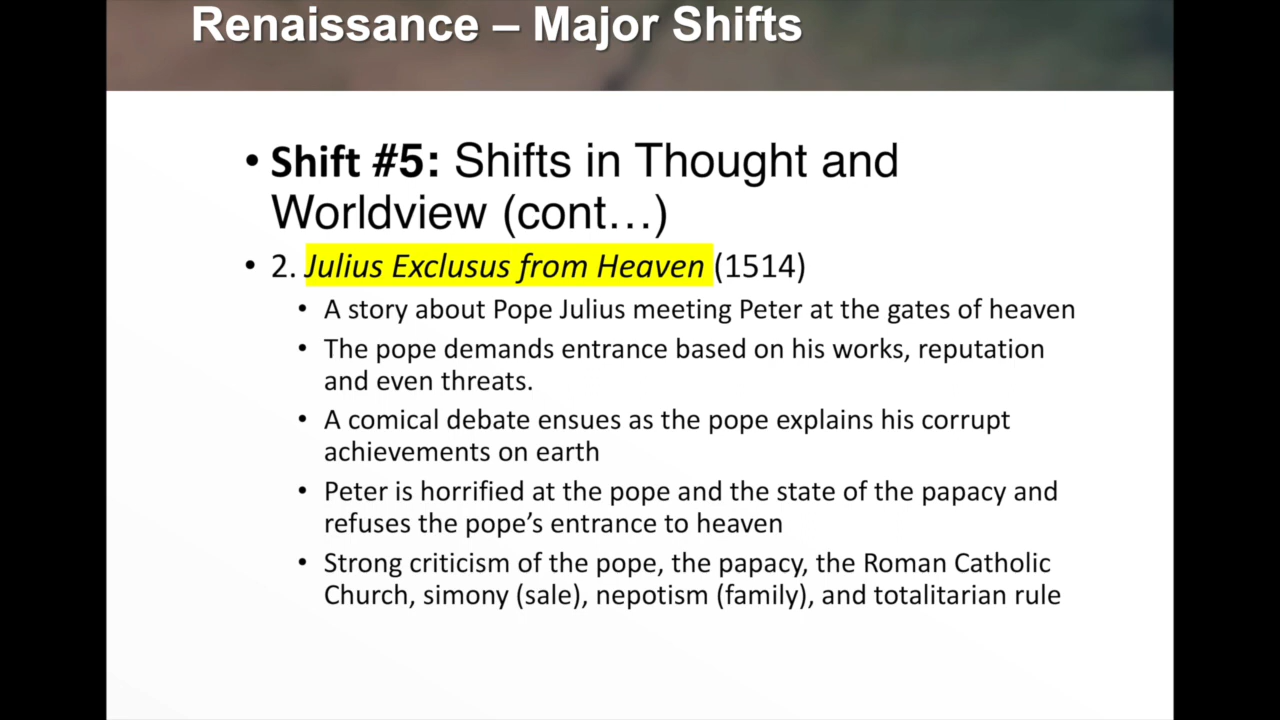 Renaissance – Major Shifts
• Shift #5: Shifts in Thought and
Worldview (cont…)
• 2. Julius Exclusus from Heaven (1514)
• A story about Pope Julius meeting Peter at the gates of heaven
• The pope demands entrance based on his works, reputation
and even threats.
• A comical debate ensues as the pope explains his corrupt
achievements on earth
• Peter is horrified at the pope and the state of the papacy and
refuses the pope’s entrance to heaven
• Strong criticism of the pope, the papacy, the Roman Catholic
Church, simony (sale), nepotism (family), and totalitarian rule